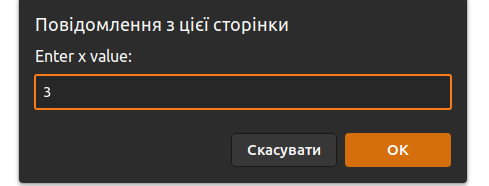 Повідомлення з цієї сторінки
Enter x value:
3
Скасувати
OK